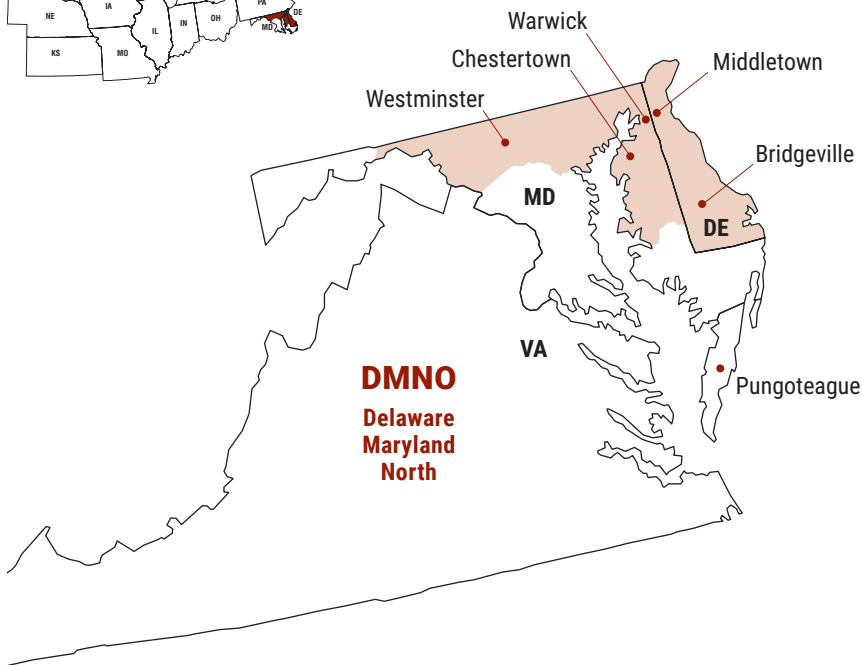 PA
IA
NE
OH
DE
IN
IL
MD
KS
MO
Warwick
Chestertown
Middletown
Westminster
Bridgeville
MD
DE
VA
DMNO
Delaware
Maryland
North
Pungoteague